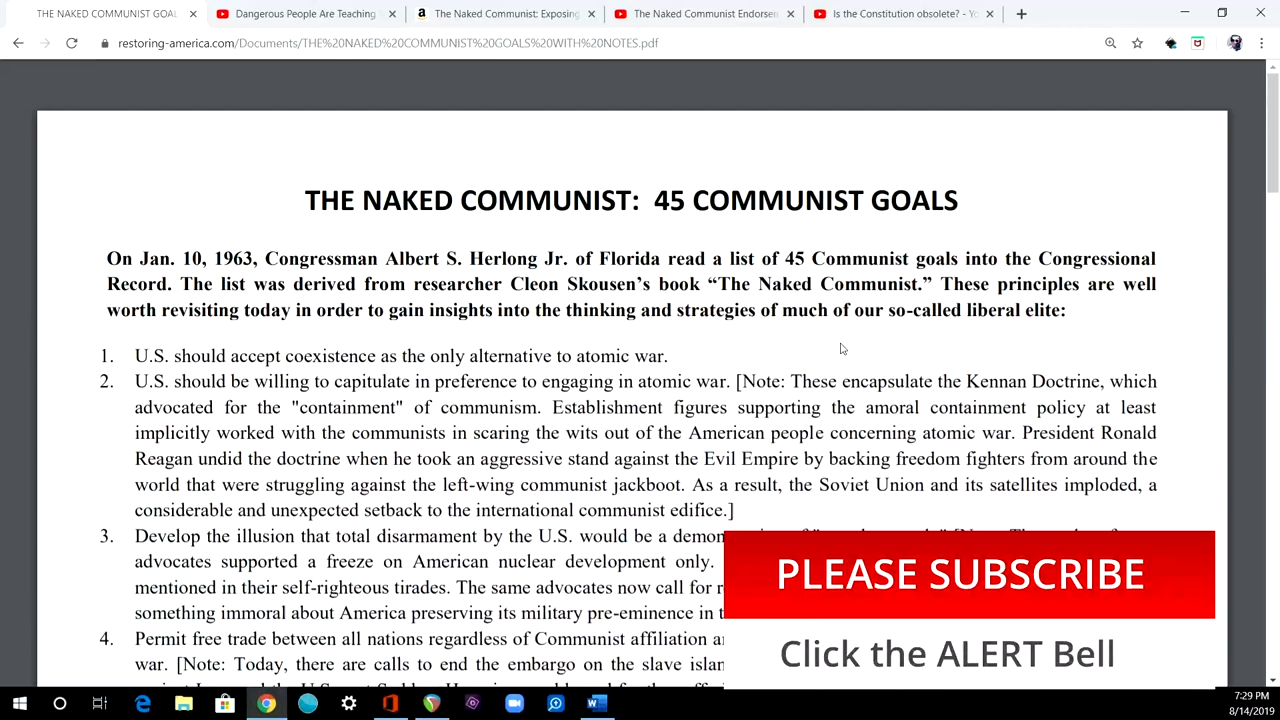 THE NAKED COMMUNIST GOAL
Dangerous People Are Teaching
The Naked Communist: Exposing
The Naked Communist Endorsem
Is the Constitution obsolete? - Yo
restoring-america.com/Documents/THE%20NAKED%20COMMUNIST%20GOALS%20WITH%20NOTES.pdf
THE NAKED COMMUNIST: 45 COMMUNIST GOALS
On Jan. 10, 1963, Congressman Albert S. Herlong Jr. of Florida read a list of 45 Communist goals into the Congressional
Record. The list was derived from researcher Cleon Skousen's book “The Naked Communist.” These principles are well
worth revisiting today in order to gain insights into the thinking and strategies of much of our so-called liberal elite:
1. U.S. should accept coexistence as the only alternative to atomic war.
2. U.S. should be willing to capitulate in preference to engaging in atomic war. [Note: These encapsulate the Kennan Doctrine, which
advocated for the "containment" of communism. Establishment figures supporting the amoral containment policy at least
implicitly worked with the communists in scaring the wits out of the American people concerning atomic war. President Ronald
Reagan undid the doctrine when he took an aggressive stand against the Evil Empire by backing freedom fighters from around the
world that were struggling against the left-wing communist jackboot. As a result, the Soviet Union and its satellites imploded, a
considerable and unexpected setback to the international communist edifice.]
3. Develop the illusion that total disarmament by the U.S. would be a demon
advocates supported a freeze on American nuclear development only.
mentioned in their self-righteous tirades. The same advocates now call for r
something immoral about America preserving its military pre-eminence in t
4. Permit free trade between all nations regardless of Communist affiliation a
war. [Note: Today, there are calls to end the embargo on the slave islan
PLEASE SUBSCRIBE
Click the ALERT Bell
7:29 PM
8/14/2019